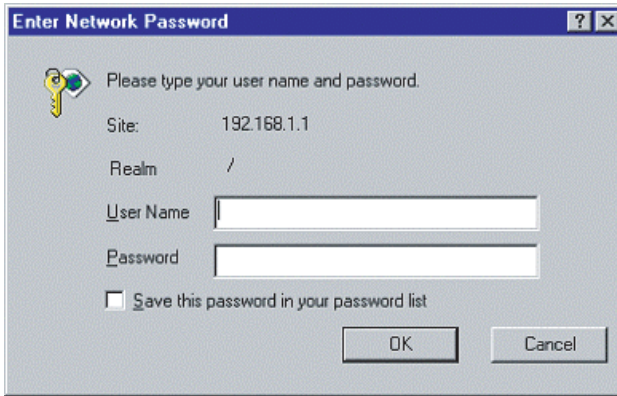 Enter Network Password
Please type your user name and password.
Site: 192.168.1.1
Realm /
User Name
Password
Save this password in your password list
OK Cancel